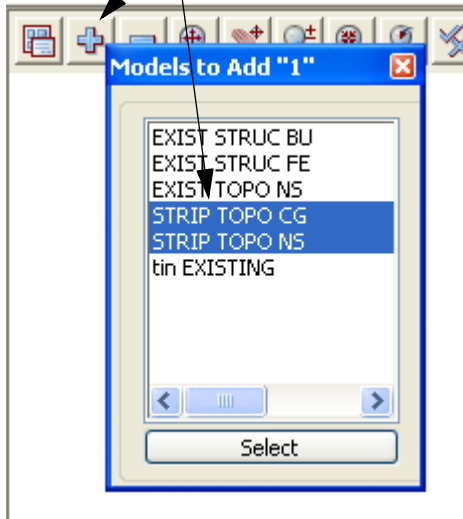 Models to Add "1"
EXIST STRUC BU
EXIST STRUC FE
EXIST TOPO NS
STRIP TOPO CG
STRIP TOPO NS
tin EXISTING
Select